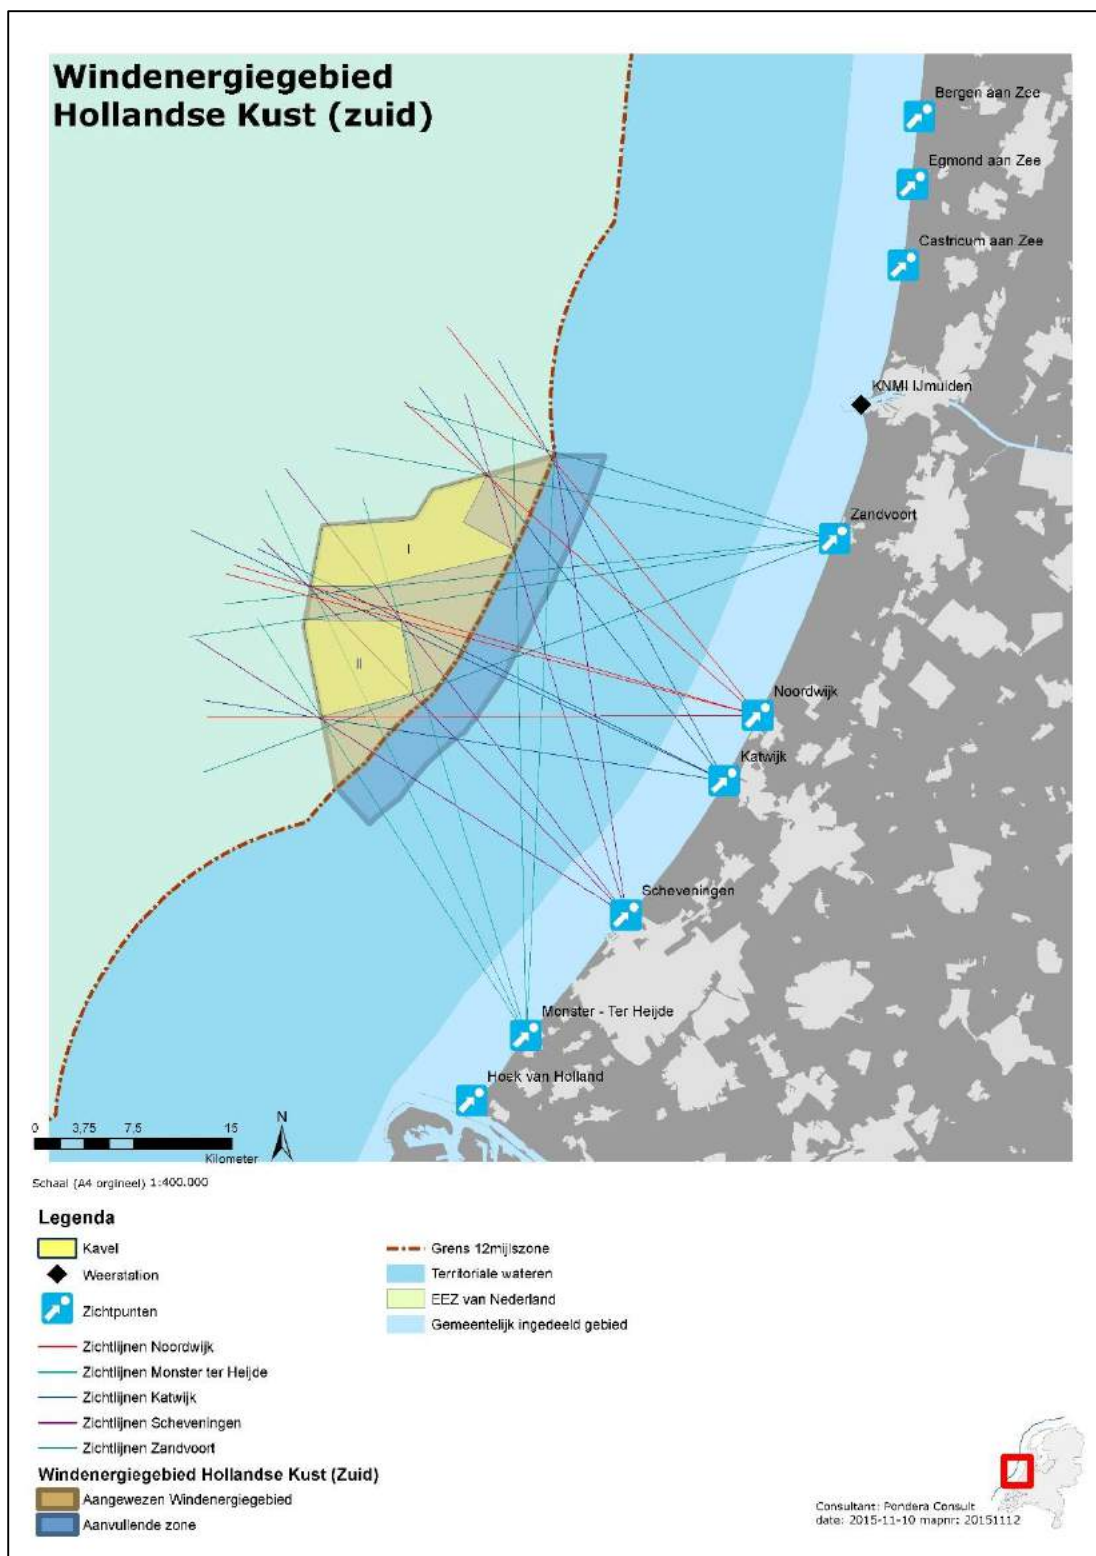 Windenergiegebied
Hollandse Kust (zuid)
Bergen aan Zee
Egmond aan Zee
Castricum aan Zee
KNMI IJmuiden
Zandvoort
I
II
Noordwijk
Katwijk
Scheveningen
Monster - Ter Heijde
Hoek van Holland
0 3,75 7,5 15
Kilometer
N
Schaal (A4 orgineel) 1:400.000
Legenda
Kavel
Weerstation
Zichtpunten
Zichtlijnen Noordwijk
Zichtlijnen Monster ter Heijde
Zichtlijnen Katwijk
Zichtlijnen Scheveningen
Zichtlijnen Zandvoort
Windenergiegebied Hollandse Kust (Zuid)
Aangewezen Windenergiegebied
Aanvullende zone
Grens 12mijlszone
Territoriale wateren
EEZ van Nederland
Gemeentelijk ingedeeld gebied
Consultant: Pondera Consult
date: 2015-11-10 mapnr: 20151112